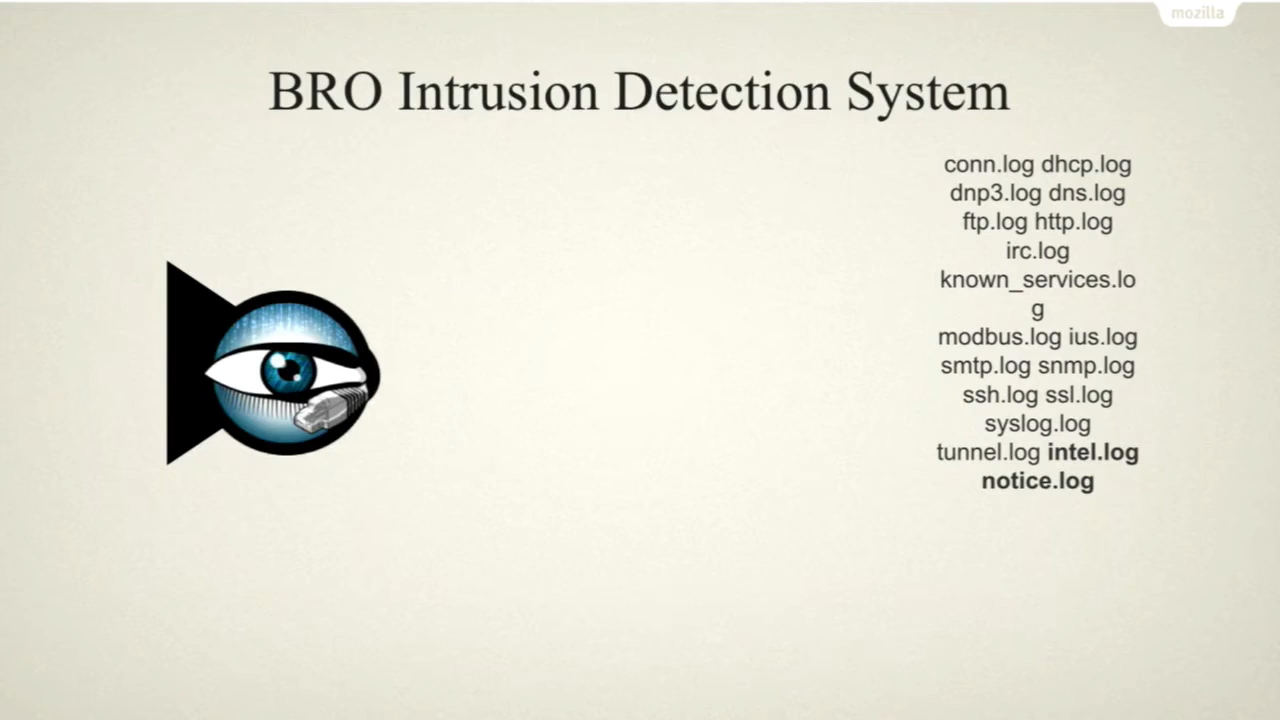 mozilla
BRO Intrusion Detection System
conn.log dhcp.log
dnp3.log dns.log
ftp.log http.log
irc.log
known_services.lo
g
modbus.log ius.log
smtp.log snmp.log
ssh.log ssl.log
syslog.log
tunnel.log intel.log
notice.log